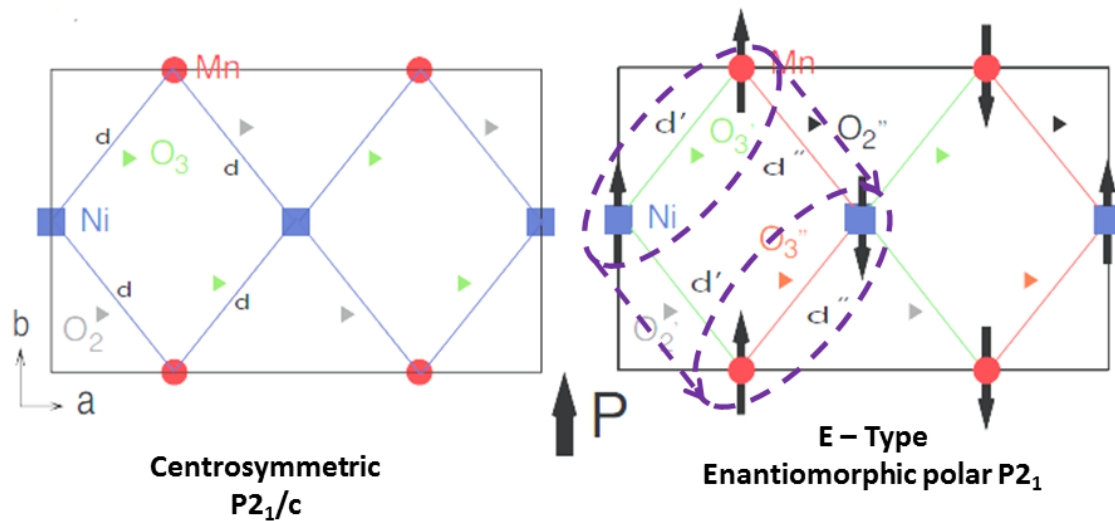 Mn
d
O₃
d
Ni
d
d
O₂
b
a
Centrosymmetric
P2₁/c
P
Mn
d'
O₃'
O₂"
d"
Ni
O₃"
d'
d"
O₂'
E – Type
Enantiomorphic polar P2₁